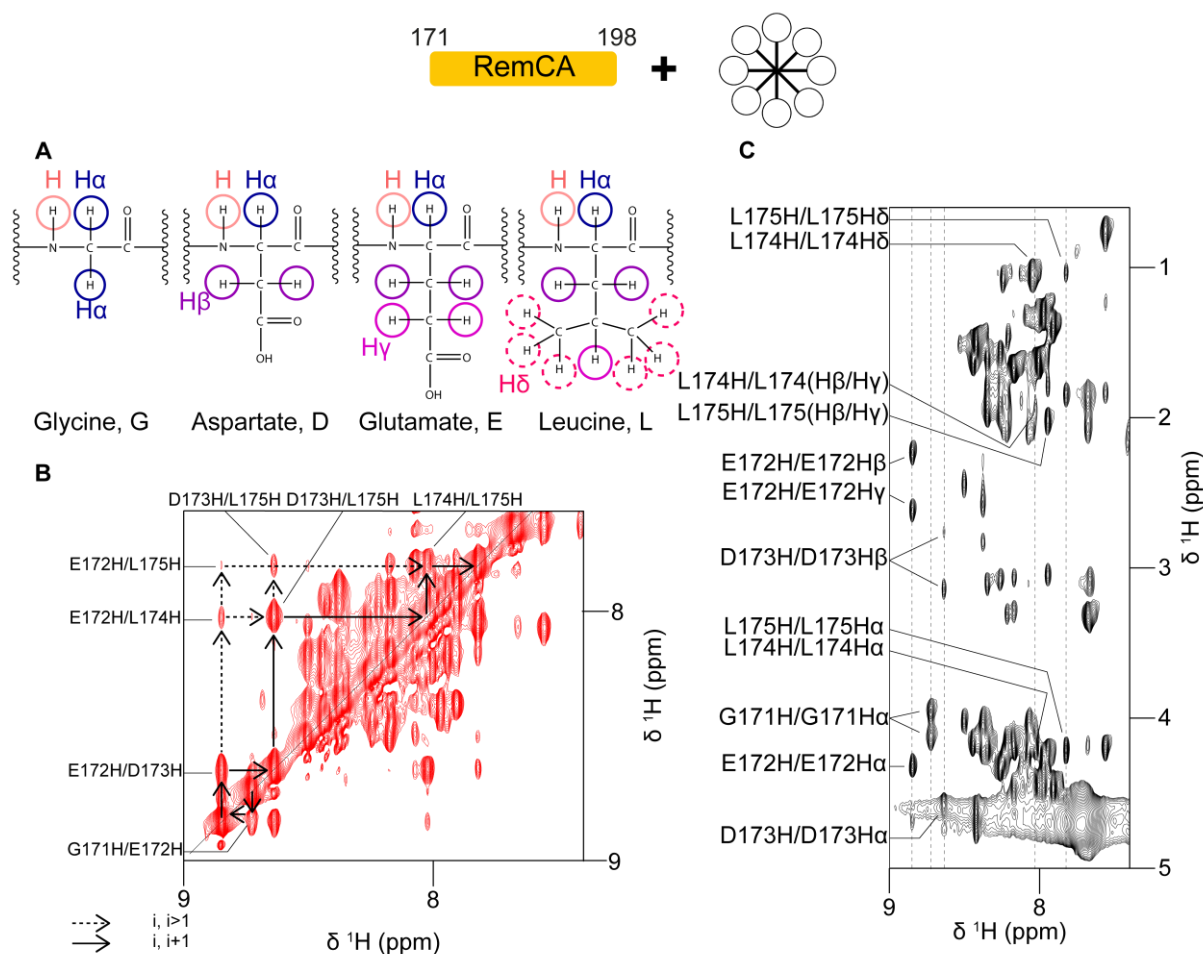 171 198
RemCA
+
A
H Hα H Hα H Hα H Hα
H H O H H O H H O H H O
N C C N C C N C C N C C
H H C H H C H H C H
Hα Hβ
C O H C H H C H
C C
Hγ H H H H
OH C O Hδ H H H
OH
Glycine, G Aspartate, D Glutamate, E Leucine, L
B
D173H/L175H D173H/L175H L174H/L175H
E172H/L175H
E172H/L174H
E172H/D173H
G171H/E172H
8
9
δ ¹H (ppm)
9 8
δ ¹H (ppm)
i, i>1
i, i+1
C
L175H/L175Hδ
L174H/L174Hδ
L174H/L174(Hβ/Hγ)
L175H/L175(Hβ/Hγ)
E172H/E172Hβ
E172H/E172Hγ
D173H/D173Hβ
L175H/L175Hα
L174H/L174Hα
G171H/G171Hα
E172H/E172Hα
D173H/D173Hα
1
2
3
4
5
δ ¹H (ppm)
9 8
δ ¹H (ppm)